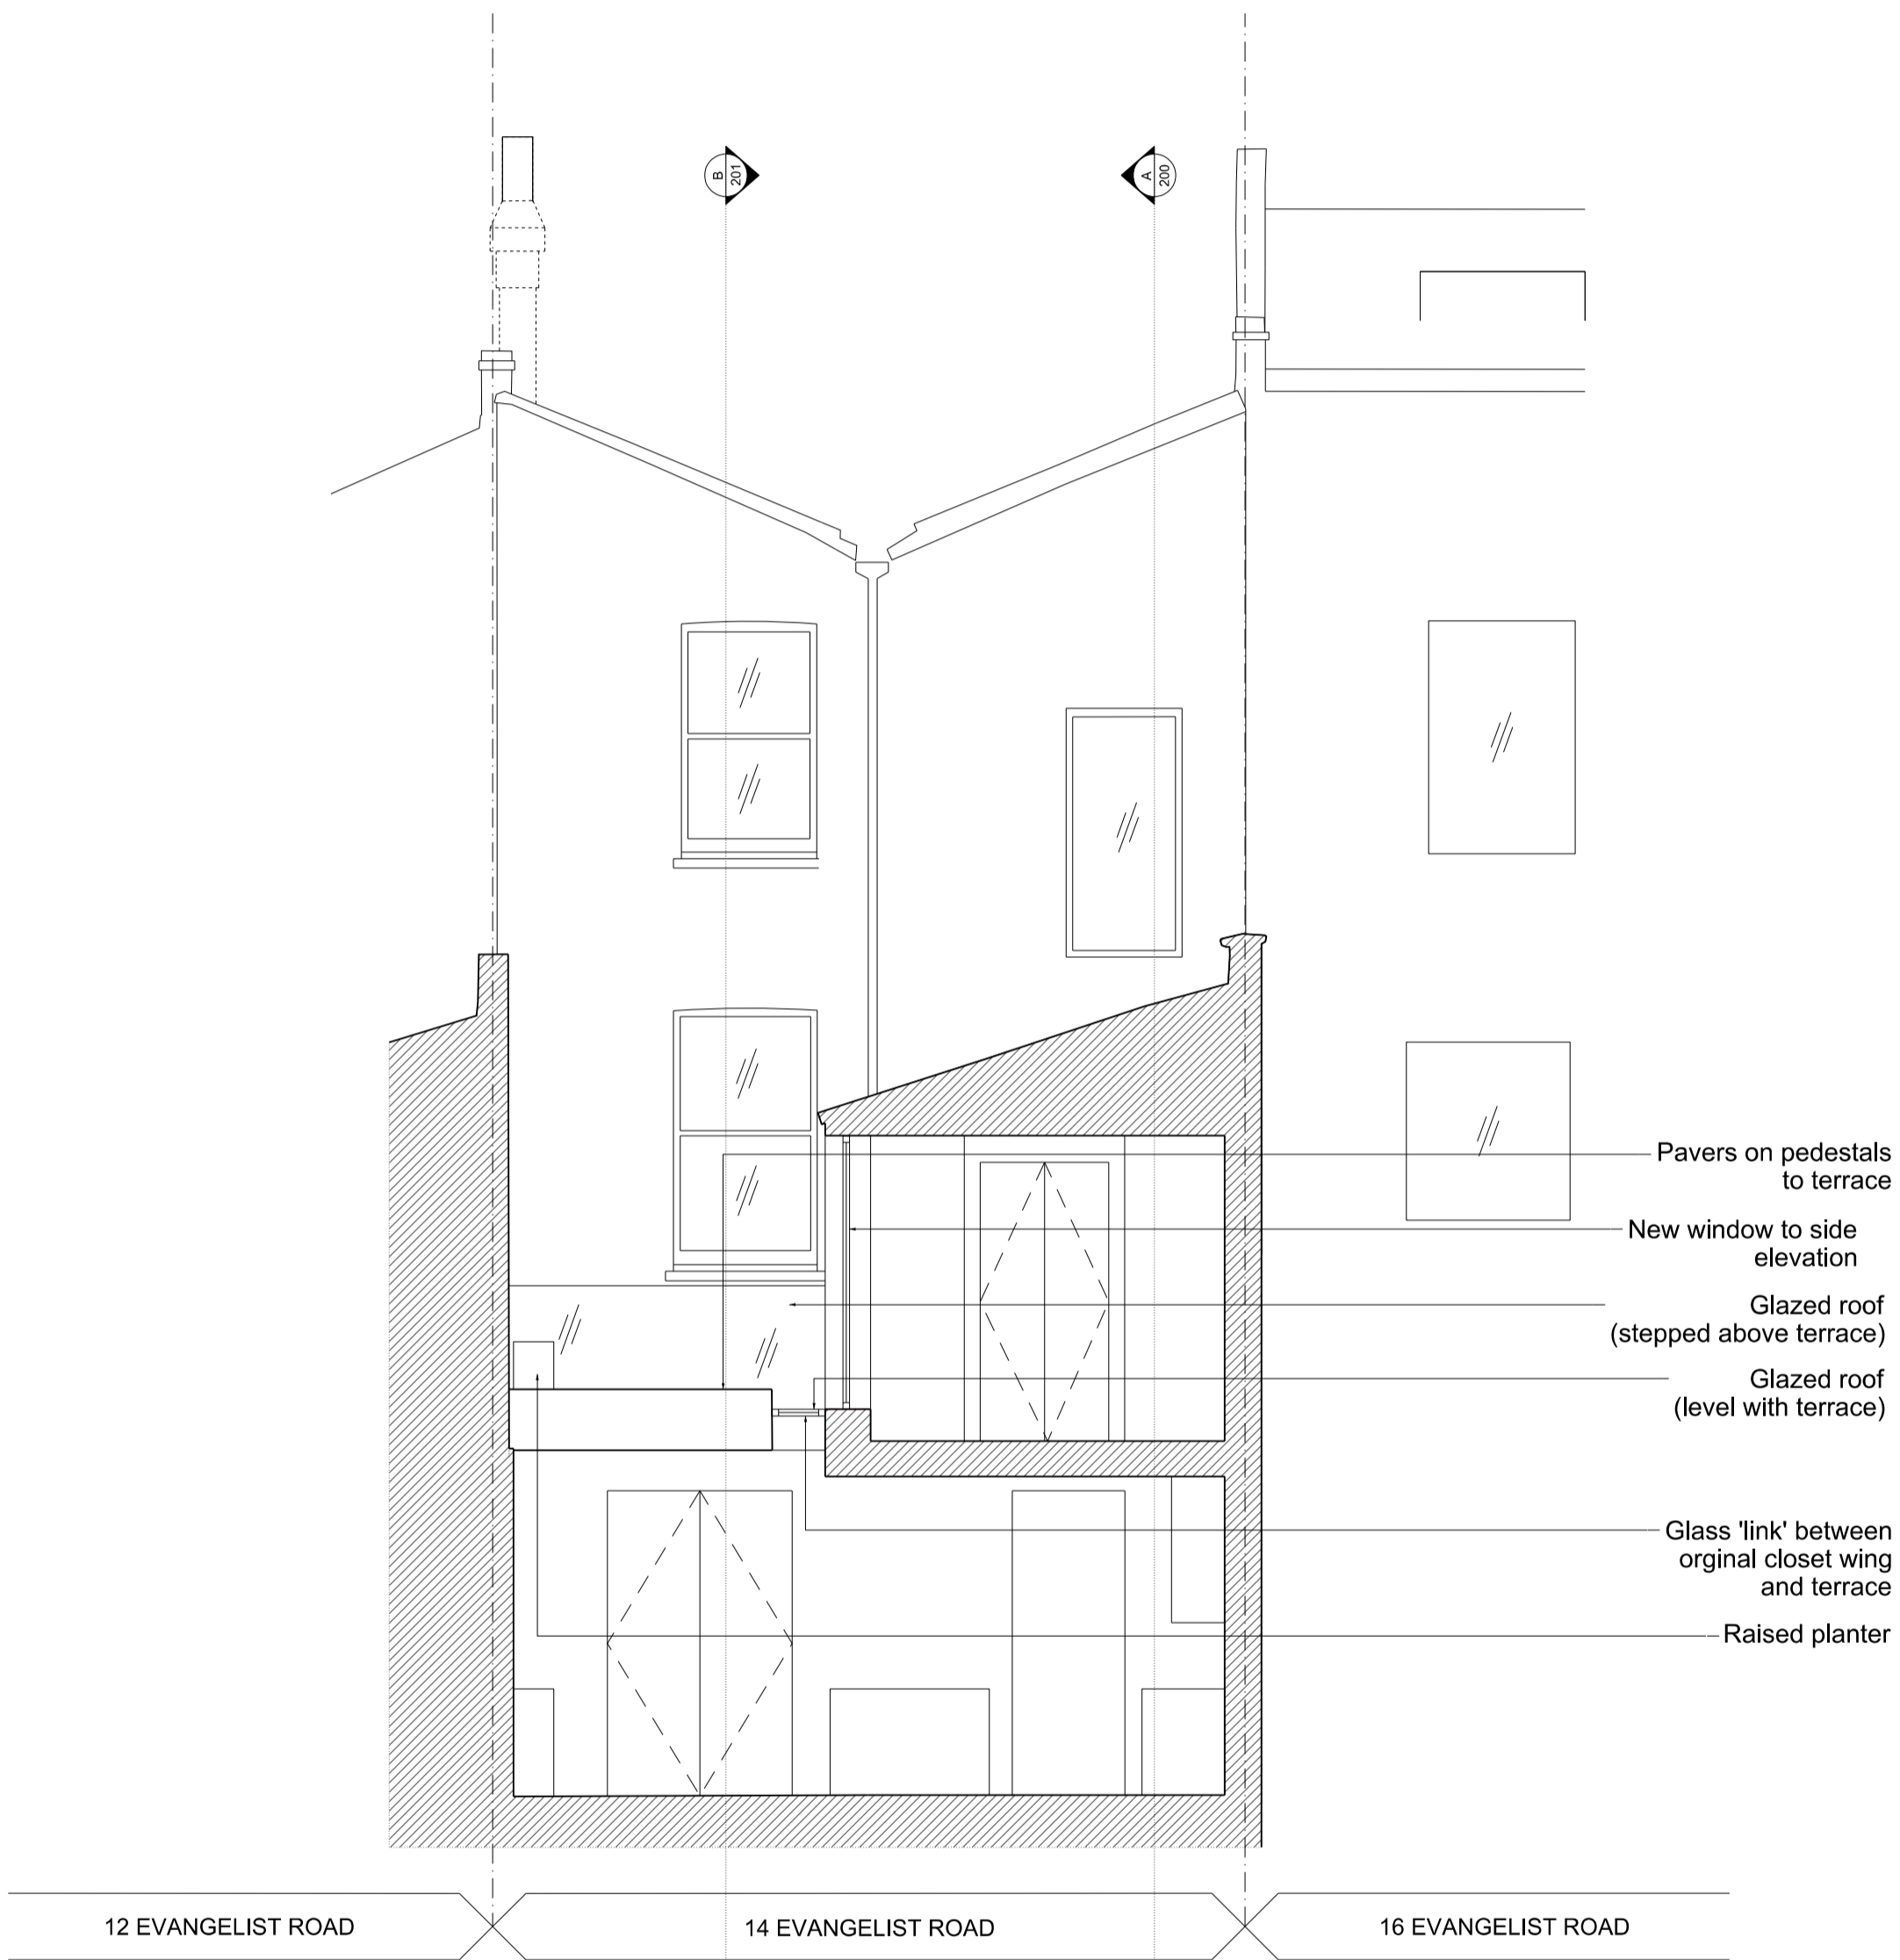 B
201
A
200
Pavers on pedestals
to terrace
New window to side
elevation
Glazed roof
(stepped above terrace)
Glazed roof
(level with terrace)
Glass 'link' between
orginal closet wing
and terrace
Raised planter
12 EVANGELIST ROAD
14 EVANGELIST ROAD
16 EVANGELIST ROAD